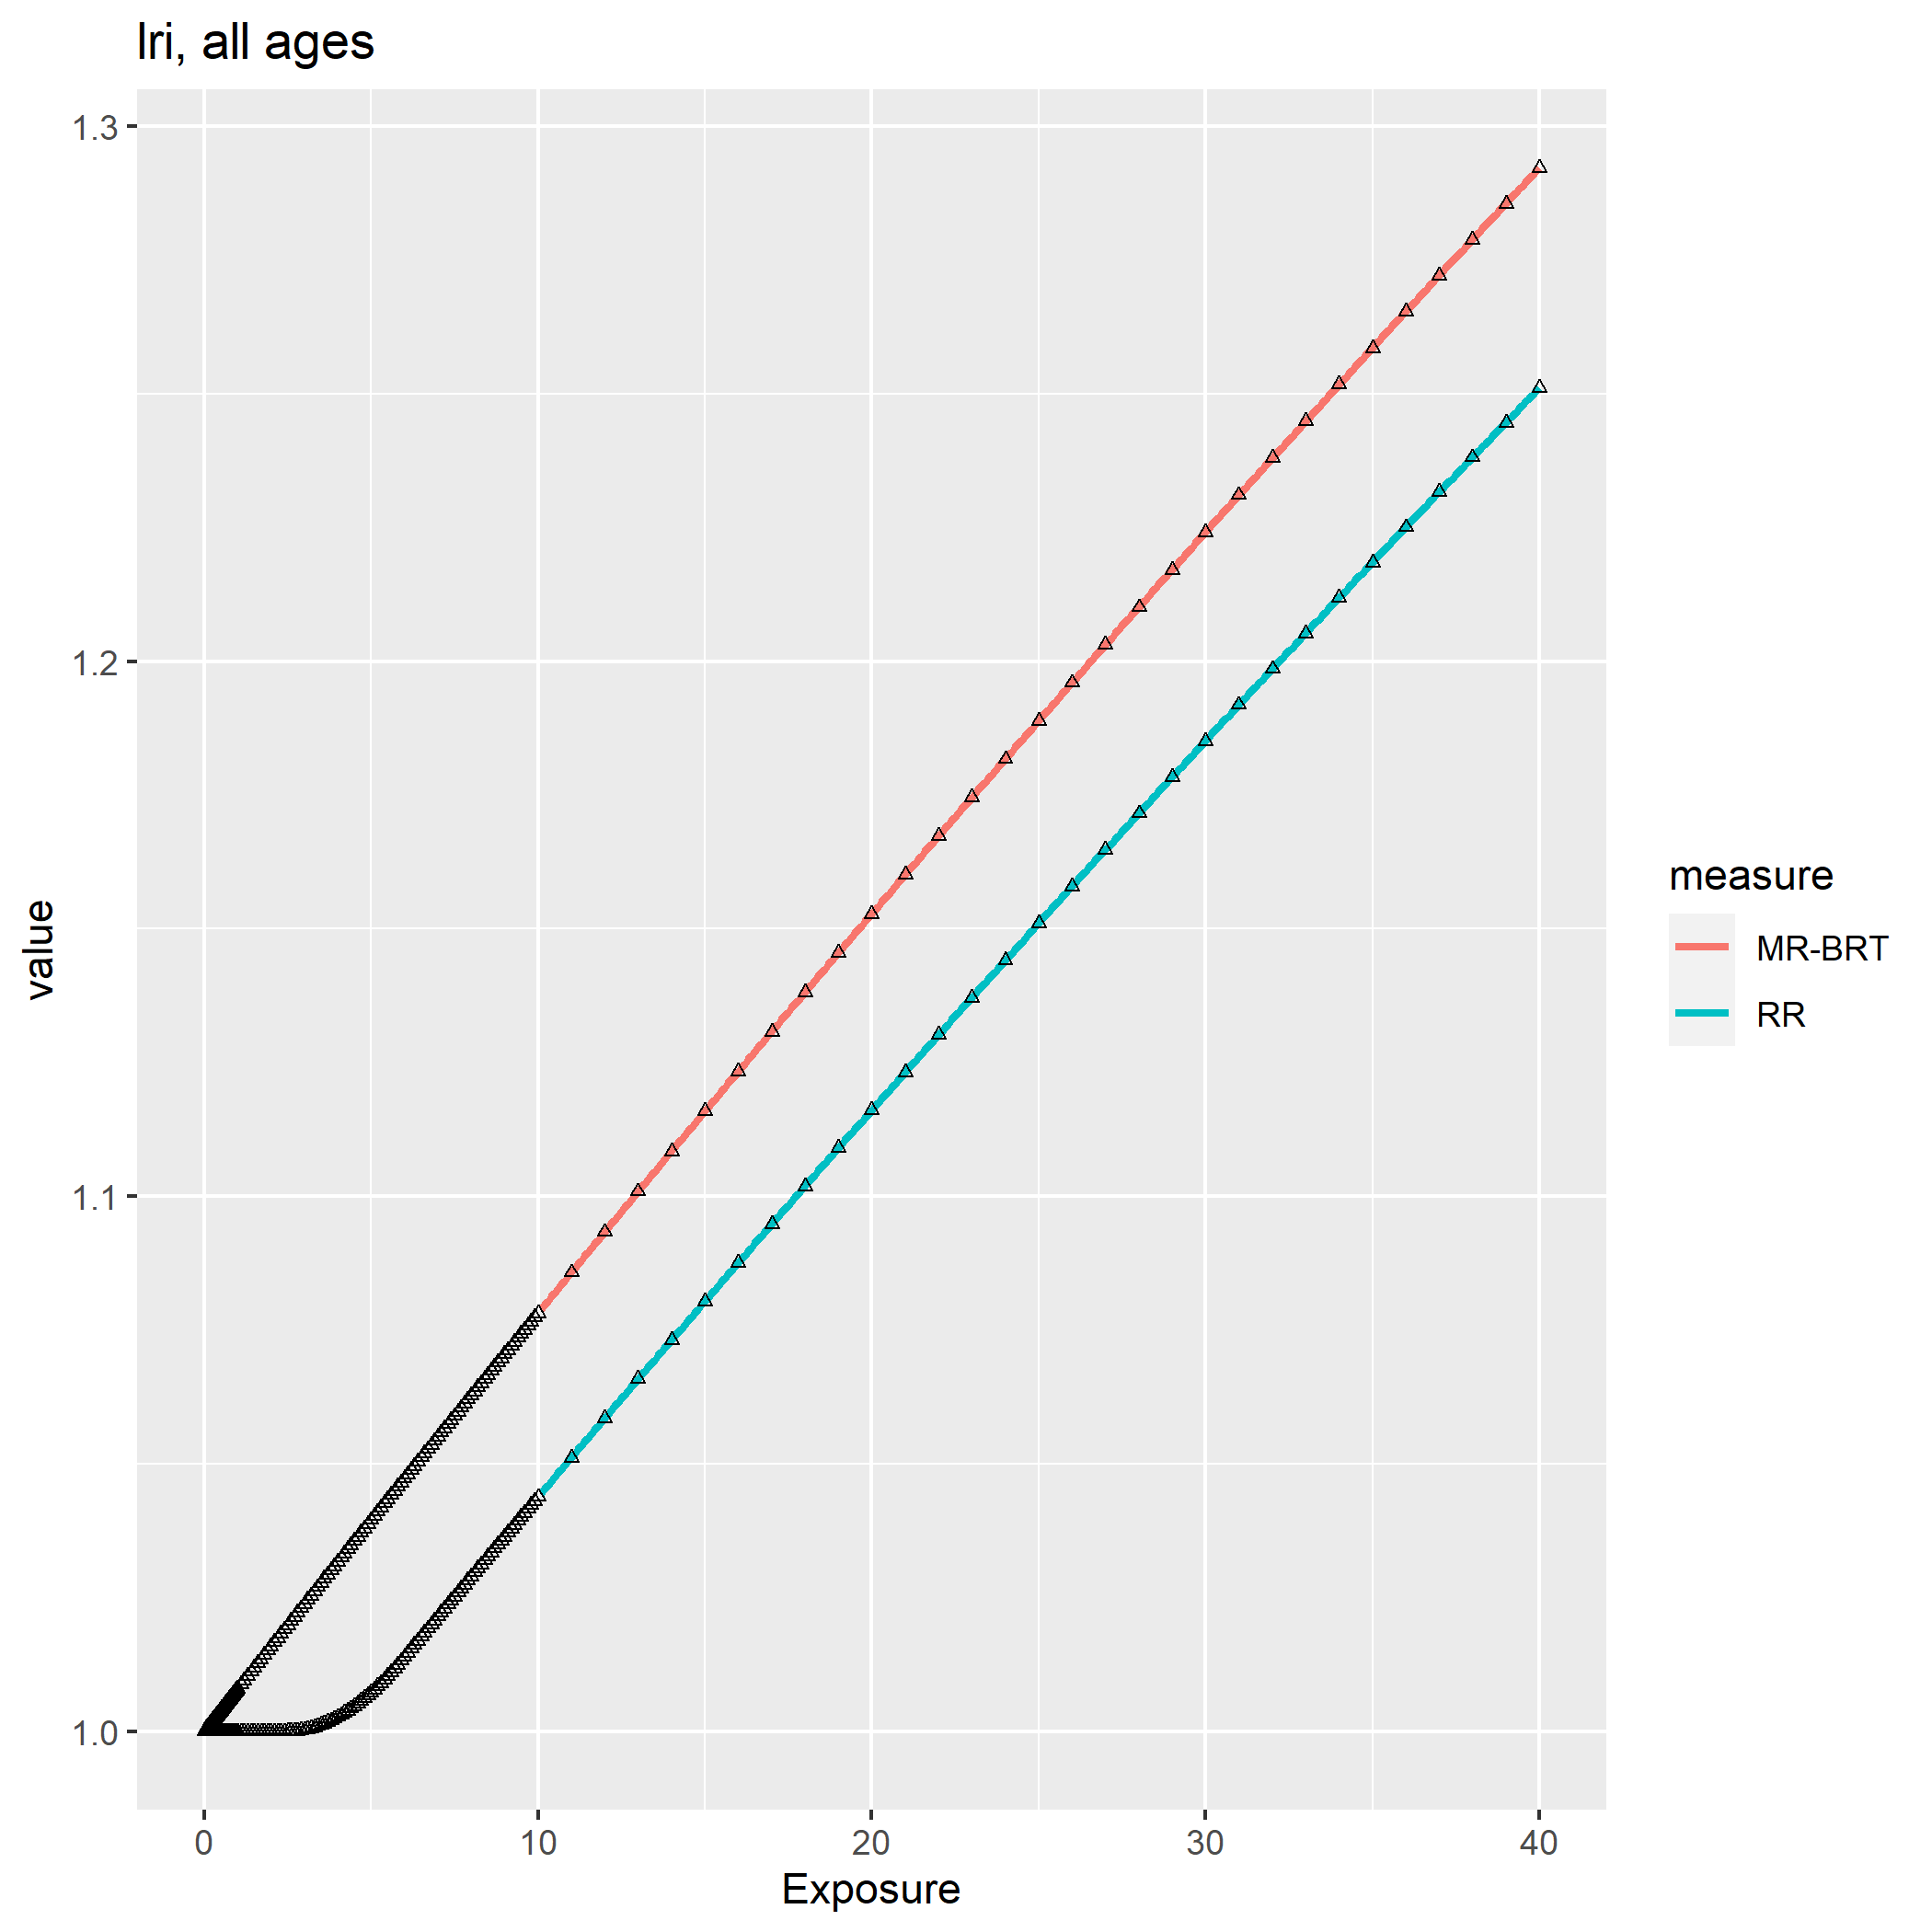 lri, all ages
1.3
1.2
1.1
1.0
value
0 10 20 30 40
Exposure
measure
MR-BRT
RR